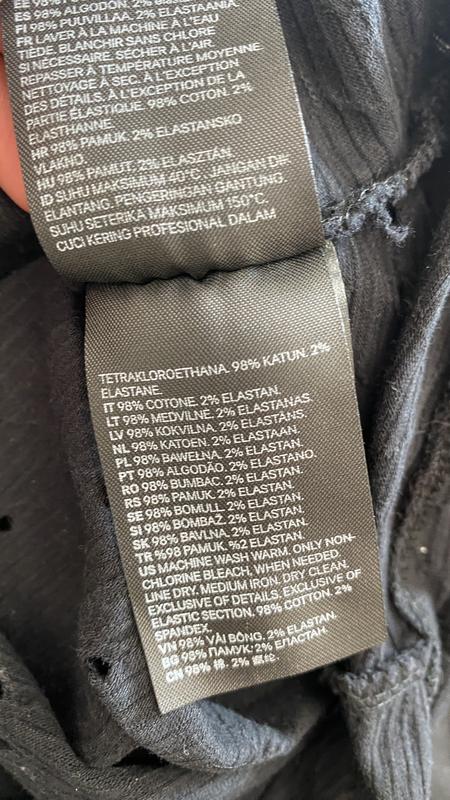 EE 98% PUUVILLA. 2% ELASTAANI.
ES 98% ALGODÓN. 2%
FI 98% PUUVILLAA. 2% ELASTAANIA.
FR LAVER À LA MACHINE À L'EAU
TIÈDE. BLANCHIR SANS CHLORE
SI NÉCESSAIRE. SÉCHER À L'AIR.
REPASSER À TEMPÉRATURE MOYENNE.
NETTOYAGE À SEC. À L'EXCEPTION
DES DÉTAILS. À L'EXCEPTION DE LA
PARTIE ÉLASTIQUE. 98% COTON. 2%
ELASTHANNE.
HR 98% PAMUK. 2% ELASTANSKO
VLAKNO.
HU 98% PAMUT. 2% ELASZTÁN.
ID SUHU MAKSIMUM 40°C. JANGAN DIK
ELANTANG. PENGERINGAN GANTUNG.
SUHU SETERIKA MAKSIMUM 150°C.
CUCI KERING PROFESIONAL DALAM
TETRAKLOROETHANA. 98% KATUN. 2%
ELASTANE.
IT 98% COTONE. 2% ELASTAN.
LT 98% MEDVILNĖ. 2% ELASTANAS.
LV 98% KOKVILNA. 2% ELASTĀNS.
NL 98% KATOEN. 2% ELASTAAN.
PL 98% BAWEŁNA. 2% ELASTAN.
PT 98% ALGODÃO. 2% ELASTANO.
RO 98% BUMBAC. 2% ELASTAN.
RS 98% PAMUK. 2% ELASTAN.
SE 98% BOMULL. 2% ELASTAN.
SI 98% BOMBAŽ. 2% ELASTAN.
SK 98% BAVLNA. 2% ELASTAN.
TR %98 PAMUK. %2 ELASTAN.
US MACHINE WASH WARM. ONLY NON-
CHLORINE BLEACH. WHEN NEEDED.
LINE DRY. MEDIUM IRON. DRY CLEAN.
EXCLUSIVE OF DETAILS. EXCLUSIVE OF
ELASTIC SECTION. 98% COTTON. 2%
SPANDEX.
VN 98% VẢI BÔNG. 2% ELASTAN.
BG 98% ПАМУК. 2% ЕЛАСТАН.
CN 98% 棉. 2% 氨纶.